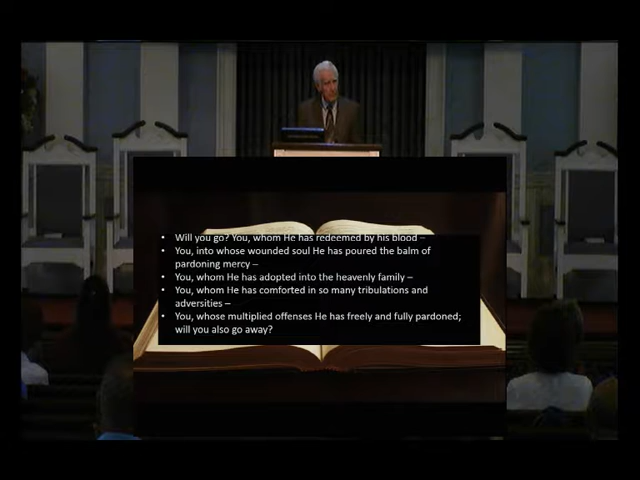 • Will you go? You, whom He has redeemed by his blood –
• You, into whose wounded soul He has poured the balm of
pardoning mercy –
• You, whom He has adopted into the heavenly family –
• You, whom He has comforted in so many tribulations and
adversities –
• You, whose multiplied offenses He has freely and fully pardoned;
will you also go away?